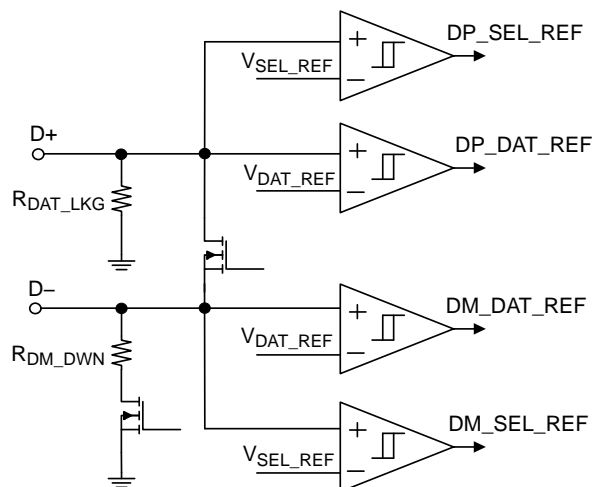 DP_SEL_REF
+
VSEL_REF
−
D+
DP_DAT_REF
+
VDAT_REF
−
RDAT_LKG
D−
DM_DAT_REF
+
VDAT_REF
−
RDM_DWN
DM_SEL_REF
+
VSEL_REF
−